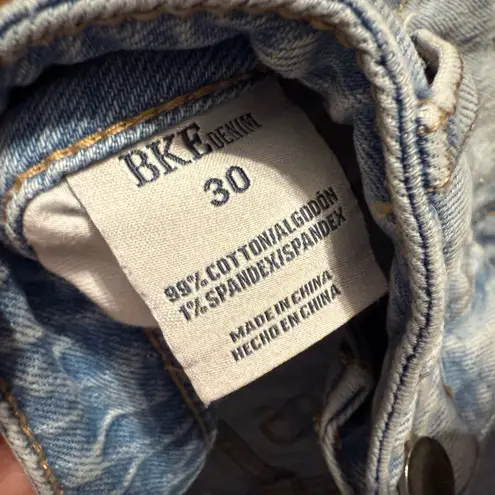 BKE DENIM
30
99% COTTON/ALGODÓN
1% SPANDEX/SPANDEX
MADE IN CHINA
HECHO EN CHINA